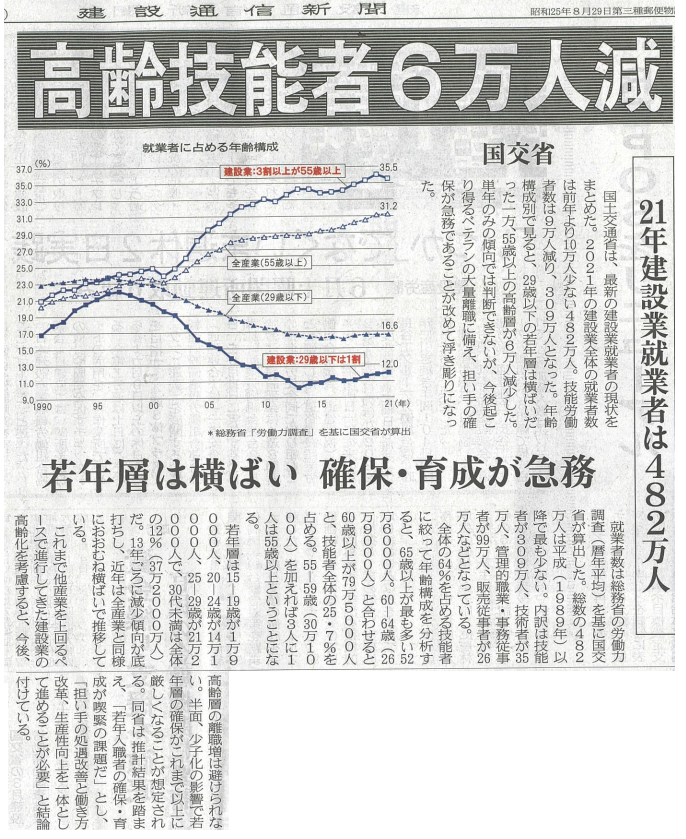 建設通信新聞
昭和25年8月29日第三種郵便物
高齢技能者6万人減
国交省
21年建設業就業者は482万人
国土交通省は、最新の建設業就業者の現状を
まとめた。2021年の建設業全体の就業者数
は前年より10万人少ない482万人。技能労働
者数は9万人減り、309万人となった。年齢
構成別で見ると、29歳以下の若年層は横ばいだ
った一方、55歳以上の高齢層が6万人減少した。
単年のみの傾向では判断できないが、今後起こ
り得るベテランの大量離職に備え、担い手の確
保が急務であることが改めて浮き彫りになっ
た。
就業者に占める年齢構成
(%)
37.0
35.0
33.0
31.0
29.0
27.0
25.0
23.0
21.0
19.0
17.0
15.0
13.0
11.0
9.0
建設業:3割以上が55歳以上
35.5
31.2
全産業(55歳以上)
全産業(29歳以下)
16.6
建設業:29歳以下は1割
12.0
1990 95 00 05 10 15 21(年)
*総務省「労働力調査」を基に国交省が算出
若年層は横ばい 確保・育成が急務
就業者数は総務省の労働力
調査(暦年平均)を基に国交
省が算出した。総数の482
万人は平成(1989年)以
降で最も少ない。内訳は技能
者が309万人、技術者が35
万人、管理的職業・事務従事
者が99万人、販売従事者が26
万人などとなっている。
全体の64%を占める技能者
に絞って年齢構成を分析す
ると、65歳以上が最も多い52
万6000人。60-64歳(26
万9000人)と合わせると
60歳以上が79万5000人
と、技能者全体の25・7%を
占める。55-59歳(30万10
00人)を加えれば3人に1
人は55歳以上ということにな
る。
若年層は15-19歳が1万9
000人、20-24歳が14万1
000人、25-29歳が21万2
000人で、30代未満は全体
の12%(37万2000人)
だ。13年ごろに減少傾向が底
打ちし、近年は全産業と同様
におおむね横ばいで推移して
いる。
これまで他産業を上回るペ
ースで進行してきた建設業の
高齢化を考慮すると、今後、
高齢層の離職増は避けられな
い。半面、少子化の影響で若
年層の確保がこれまで以上に
厳しくなることが想定され
る。同省は推計結果を踏ま
え、「若年入職者の確保・育
成が喫緊の課題だ」とし、
「担い手の処遇改善と働き方
改革、生産性向上を一体とし
て進めることが必要」と結論
付けている。